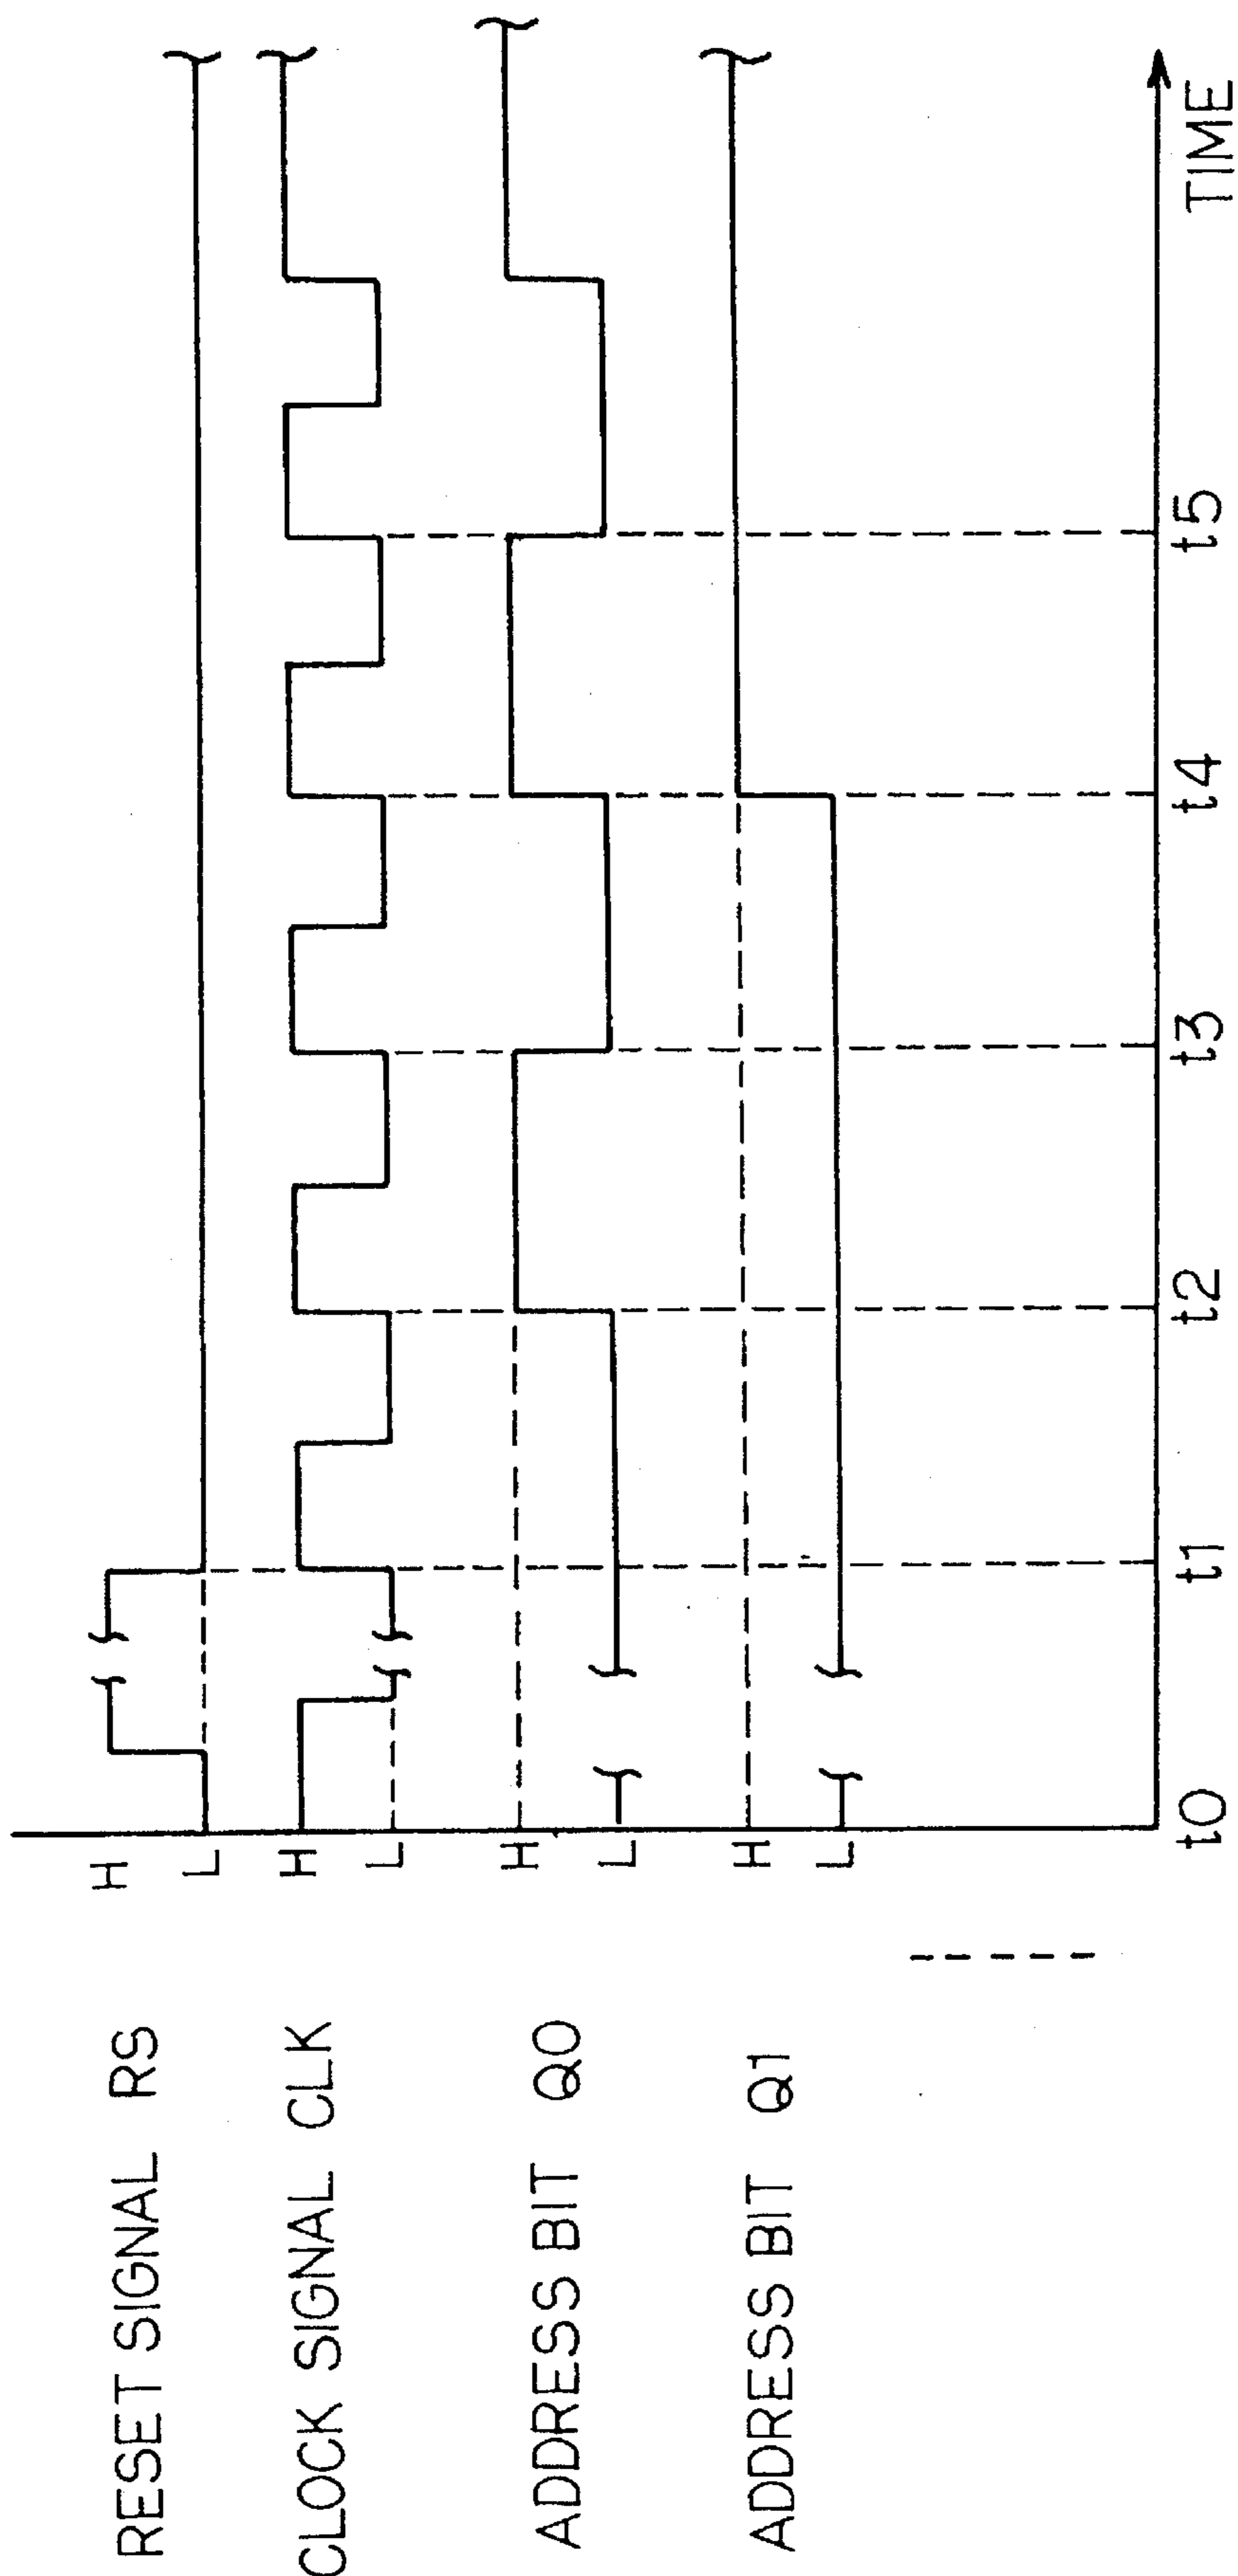 RESET SIGNAL RS
H
L
CLOCK SIGNAL CLK
H
L
ADDRESS BIT Q0
H
L
ADDRESS BIT Q1
H
L
t0 t1 t2 t3 t4 t5
TIME